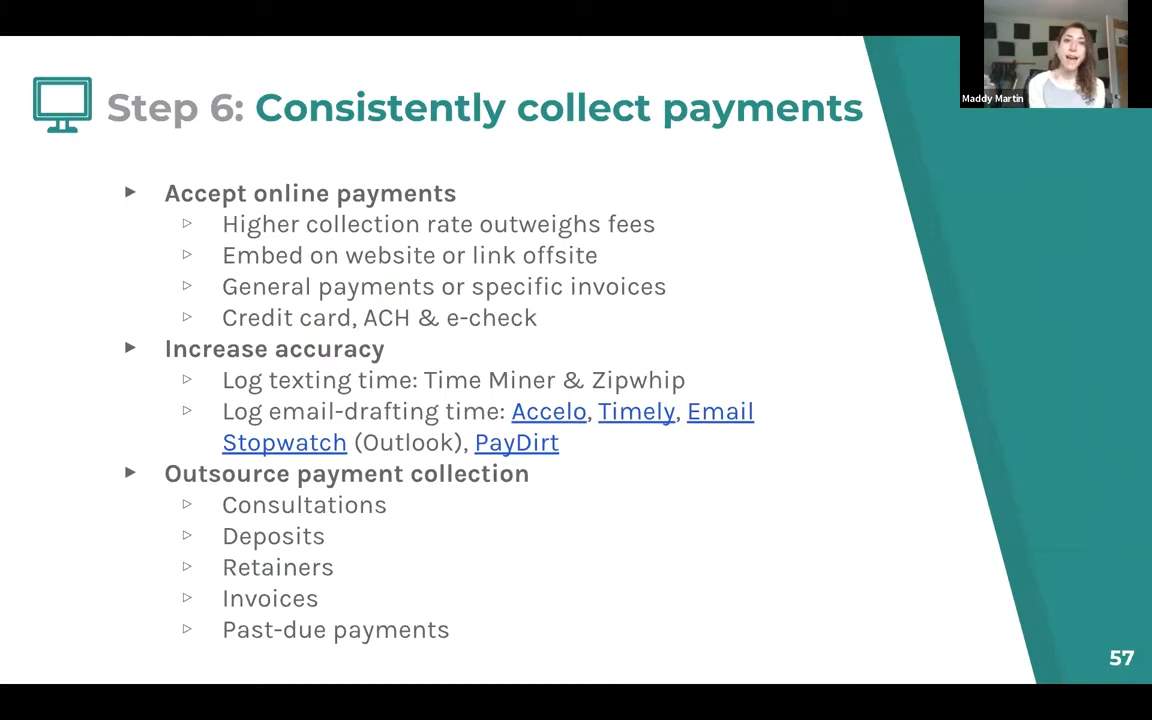 Maddy Martin
Step 6: Consistently collect payments
Accept online payments
Higher collection rate outweighs fees
Embed on website or link offsite
General payments or specific invoices
Credit card, ACH & e-check
Increase accuracy
Log texting time: Time Miner & Zipwhip
Log email-drafting time: Accelo, Timely, Email
Stopwatch (Outlook), PayDirt
Outsource payment collection
Consultations
Deposits
Retainers
Invoices
Past-due payments
57